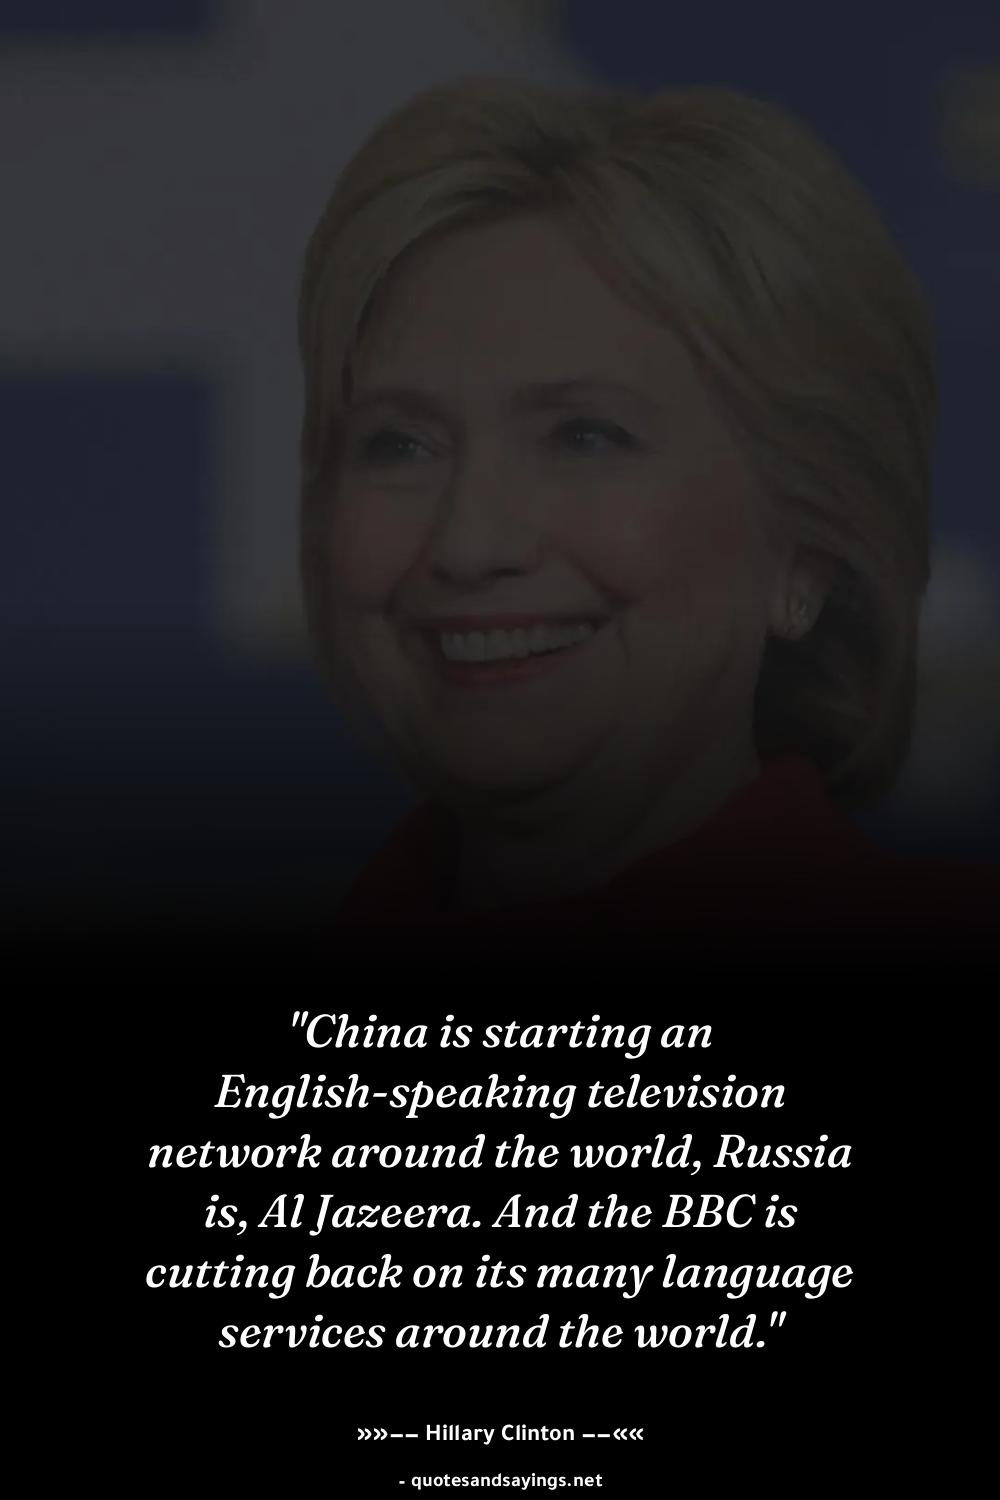 "China is starting an
English-speaking television
network around the world, Russia
is, Al Jazeera. And the BBC is
cutting back on its many language
services around the world."
»»−− Hillary Clinton −−««
- quotesandsayings.net